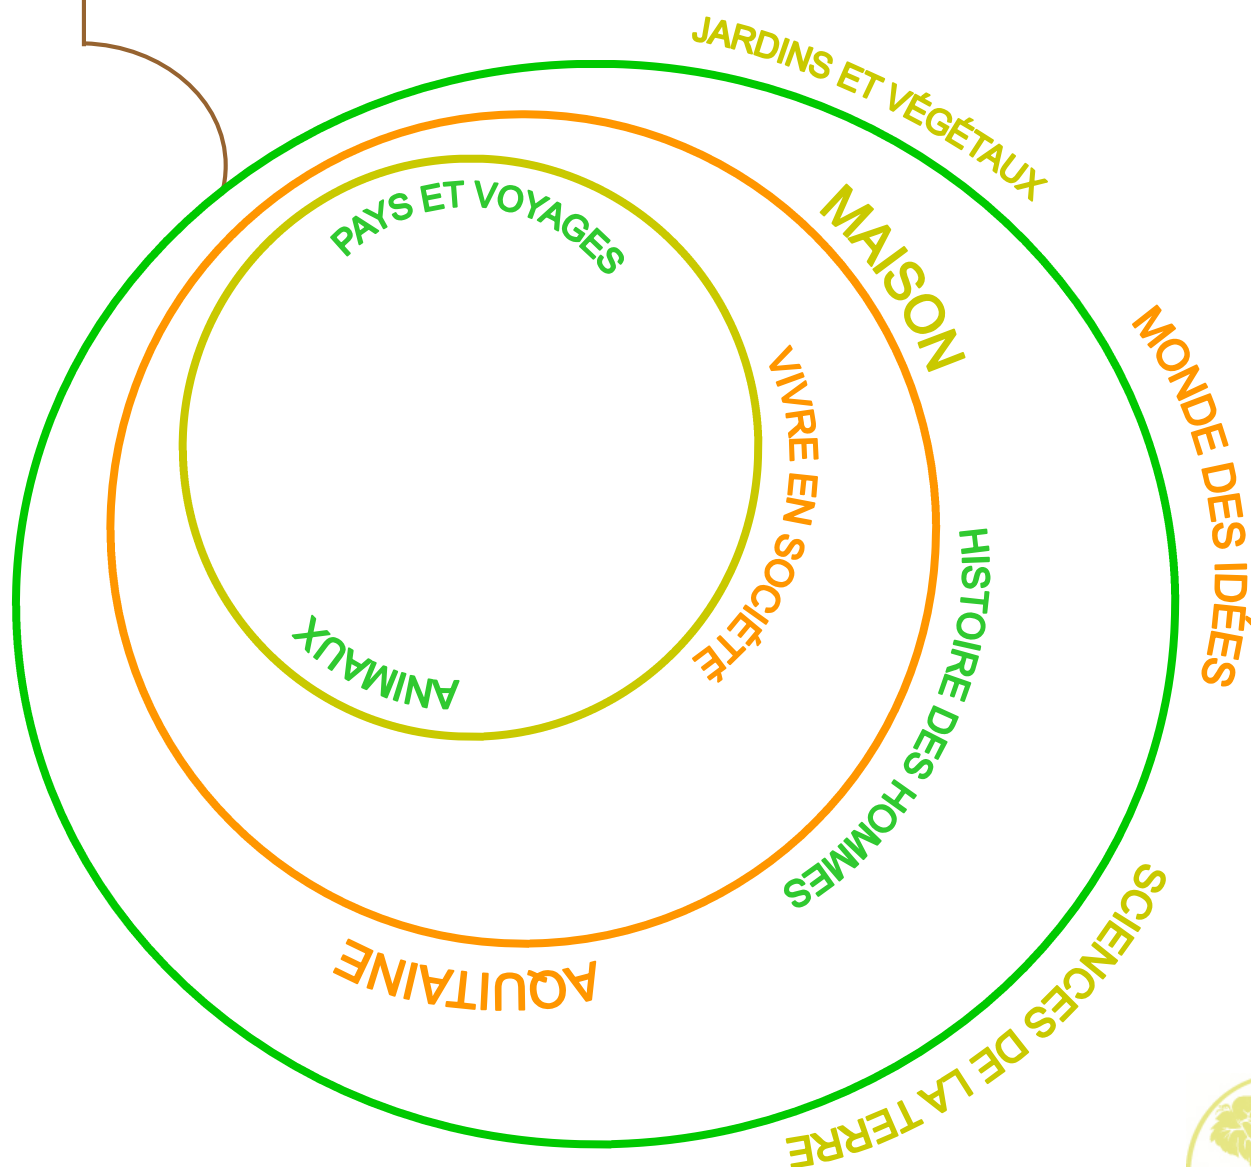 JARDINS ET VÉGÉTAUX
PAYS ET VOYAGES
MAISON
MONDE DES IDÉES
VIVRE EN SOCIÉTÉ
HISTOIRE DES HOMMES
ANIMAUX
SCIENCES DE LA TERRE
AQUITAINE